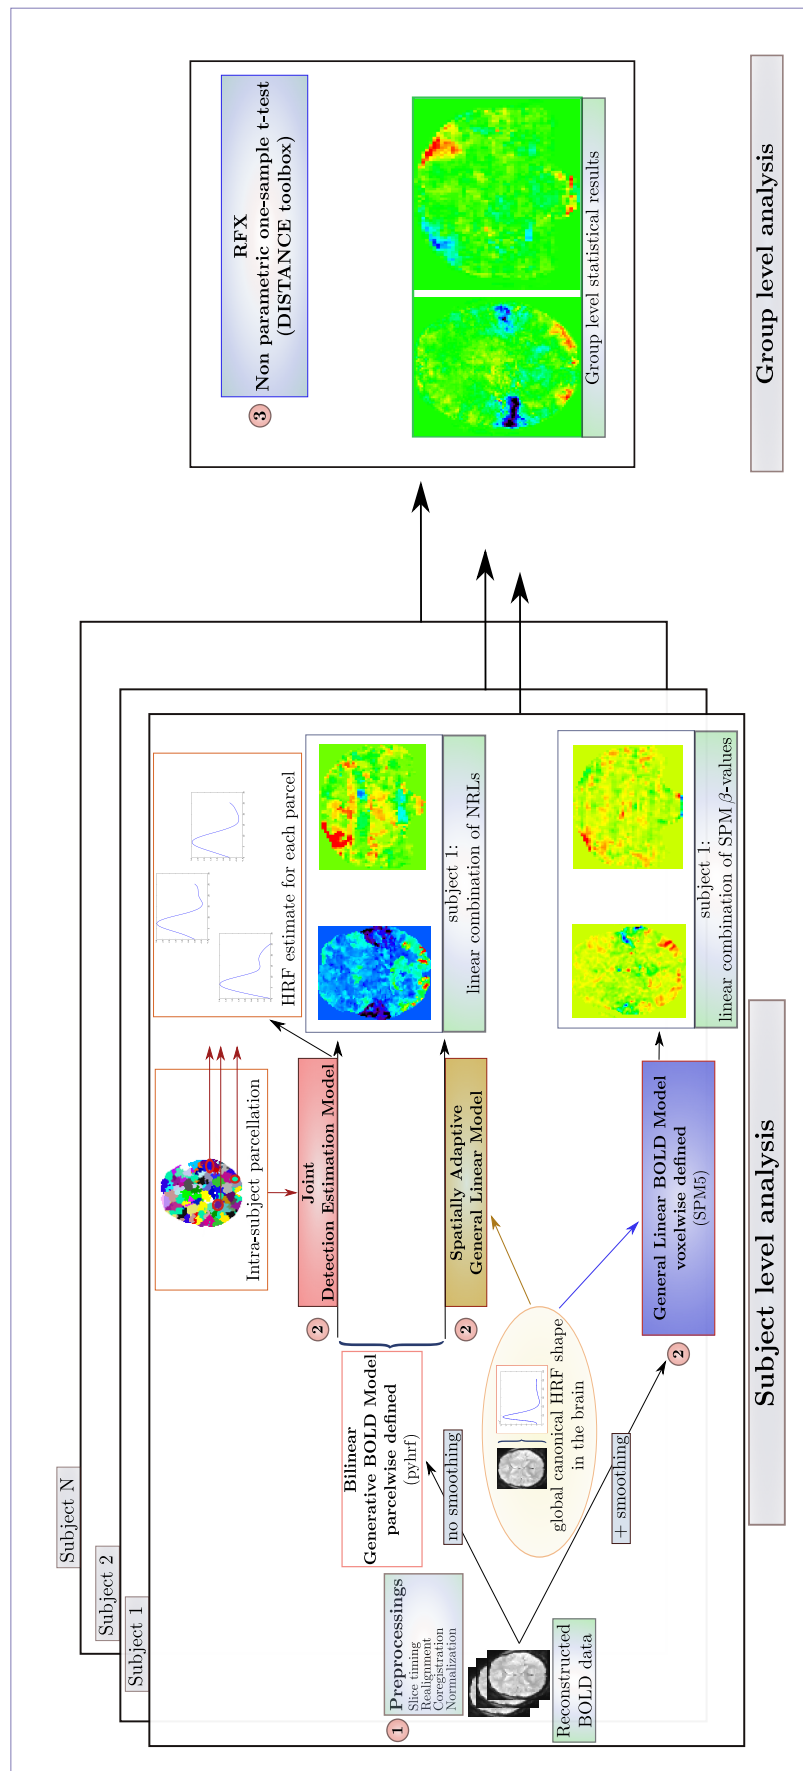 Subject N
Subject 2
Subject 1
1
Preprocessings
Slice timing
Realignment
Coregistration
Normalization
Reconstructed
BOLD data
Bilinear
Generative BOLD Model
parcelwise defined
(pyhrf)
no smoothing
+ smoothing
global canonical HRF shape
in the brain
Intra-subject parcellation
2
Joint
Detection Estimation Model
2
Spatially Adaptive
General Linear Model
2
General Linear BOLD Model
voxelwise defined
(SPM5)
HRF estimate for each parcel
subject 1:
linear combination of NRLs
subject 1:
linear combination of SPM β-values
Subject level analysis
3
RFX
Non parametric one-sample t-test
(DISTANCE toolbox)
Group level statistical results
Group level analysis